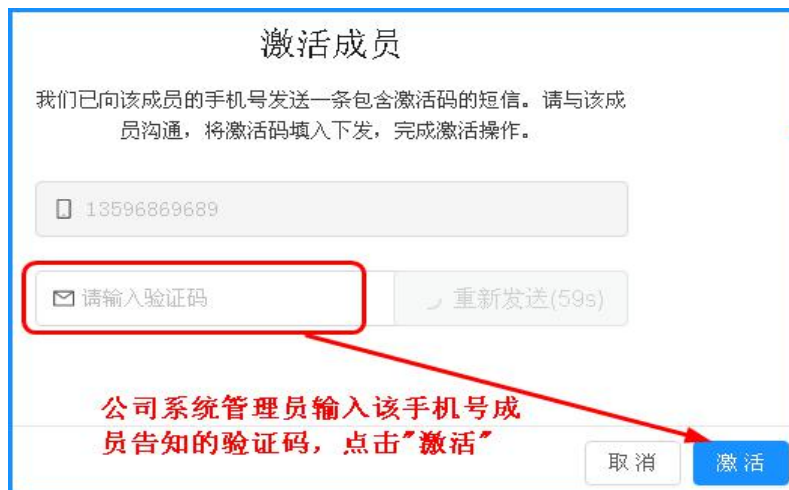 激活成员
我们已向该成员的手机号发送一条包含激活码的短信。请与该成
员沟通，将激活码填入下发，完成激活操作。
13596869689
请输入验证码
重新发送(59s)
公司系统管理员输入该手机号成
员告知的验证码，点击"激活"
取 消
激 活